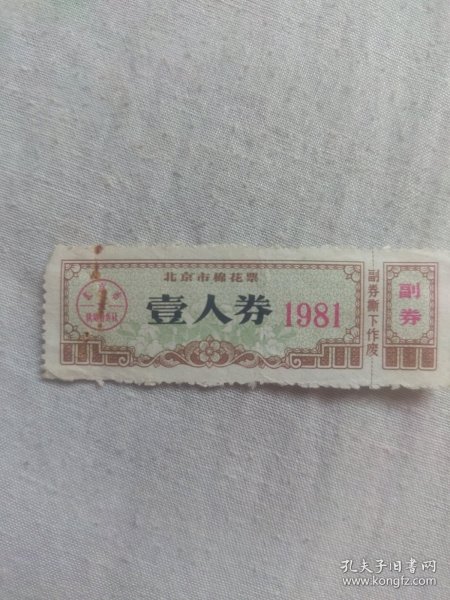 北京市棉花票
壹人券
1981
副券撕下作废
副券
孔夫子旧书网
www.kongfz.com